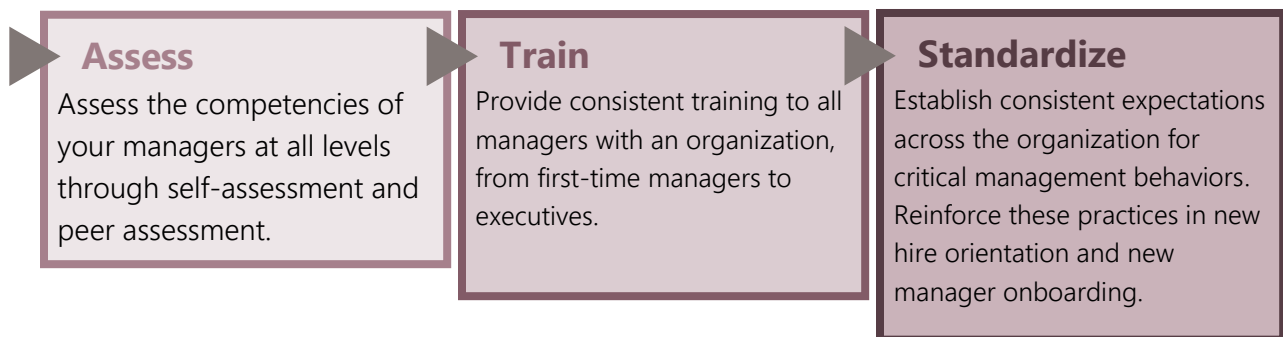 Assess
Assess the competencies of
your managers at all levels
through self-assessment and
peer assessment.
Train
Provide consistent training to all
managers with an organization,
from first-time managers to
executives.
Standardize
Establish consistent expectations
across the organization for
critical management behaviors.
Reinforce these practices in new
hire orientation and new
manager onboarding.